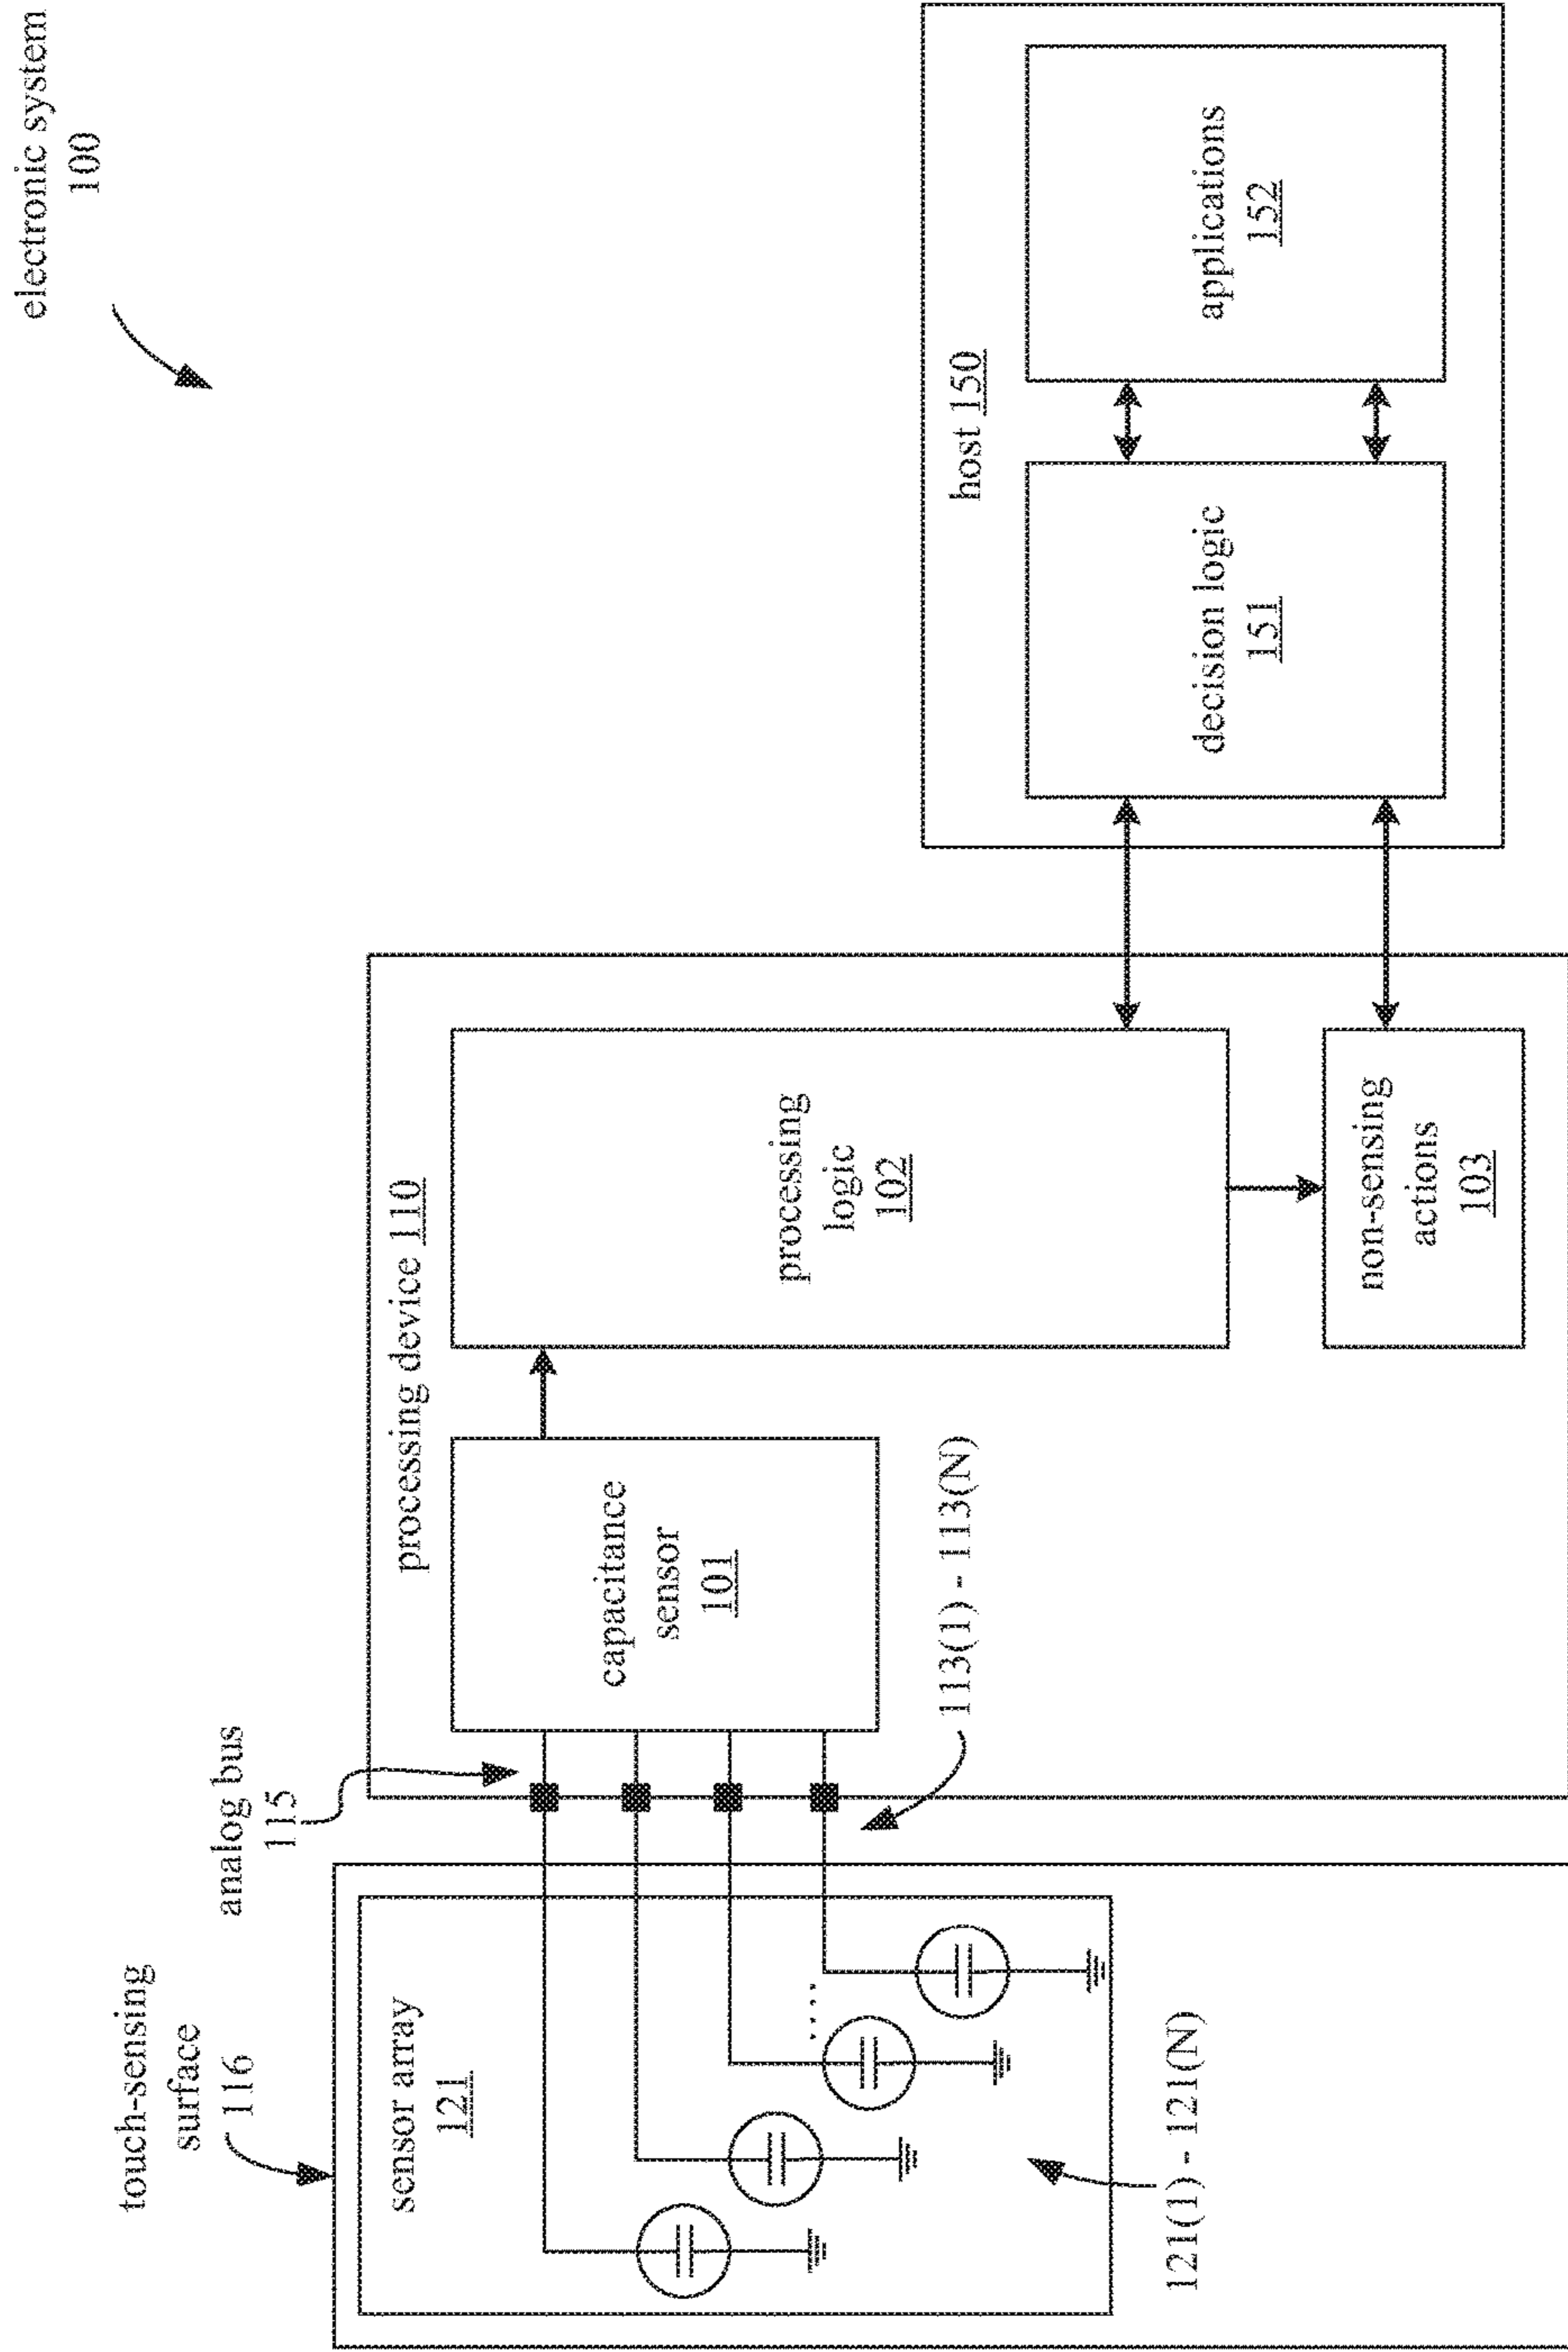 electronic system
100
touch-sensing
surface
116
analog bus
115
processing device 110
sensor array
121
capacitance
sensor
101
processing
logic
102
113(1) - 113(N)
121(1) - 121(N)
non-sensing
actions
103
host 150
decision logic
151
applications
152